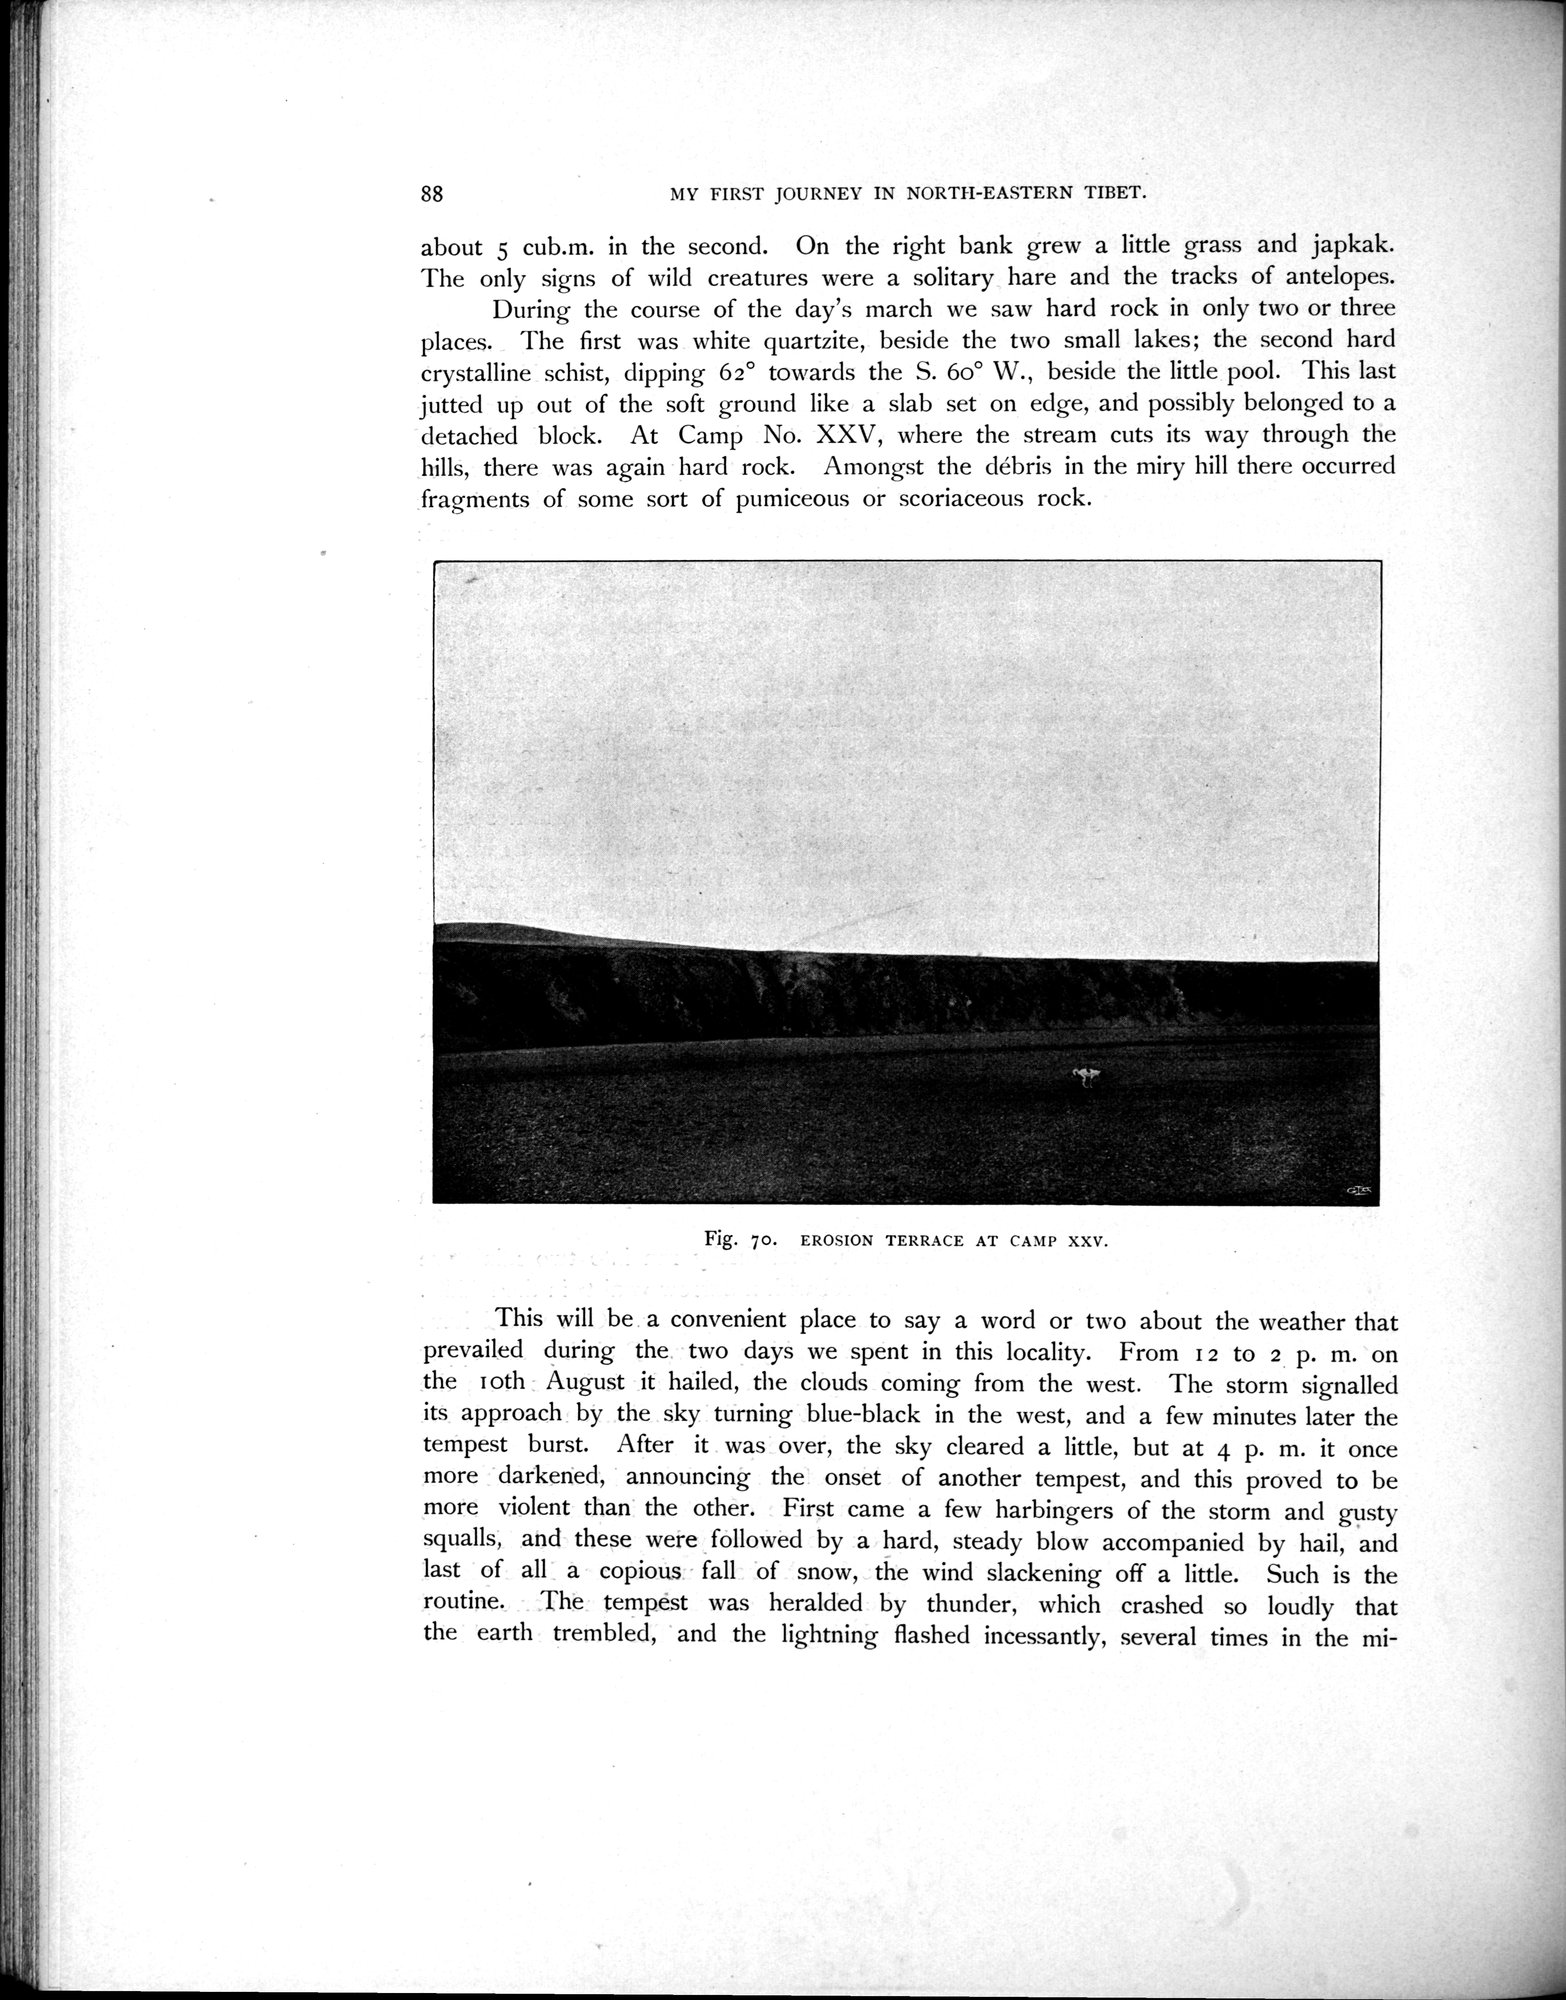 88 MY FIRST JOURNEY IN NORTH-EASTERN TIBET.
about 5 cub.m. in the second. On the right bank grew a little grass and japkak.
The only signs of wild creatures were a solitary hare and the tracks of antelopes.
During the course of the day's march we saw hard rock in only two or three
places. The first was white quartzite, beside the two small lakes; the second hard
crystalline schist, dipping 62° towards the S. 60° W., beside the little pool. This last
jutted up out of the soft ground like a slab set on edge, and possibly belonged to a
detached block. At Camp No. XXV, where the stream cuts its way through the
hills, there was again hard rock. Amongst the débris in the miry hill there occurred
fragments of some sort of pumiceous or scoriaceous rock.
Fig. 70. EROSION TERRACE AT CAMP XXV.
This will be a convenient place to say a word or two about the weather that
prevailed during the two days we spent in this locality. From 12 to 2 p. m. on
the 10th August it hailed, the clouds coming from the west. The storm signalled
its approach by the sky turning blue-black in the west, and a few minutes later the
tempest burst. After it was over, the sky cleared a little, but at 4 p. m. it once
more darkened, announcing the onset of another tempest, and this proved to be
more violent than the other. First came a few harbingers of the storm and gusty
squalls, and these were followed by a hard, steady blow accompanied by hail, and
last of all a copious fall of snow, the wind slackening off a little. Such is the
routine. The tempest was heralded by thunder, which crashed so loudly that
the earth trembled, and the lightning flashed incessantly, several times in the mi-